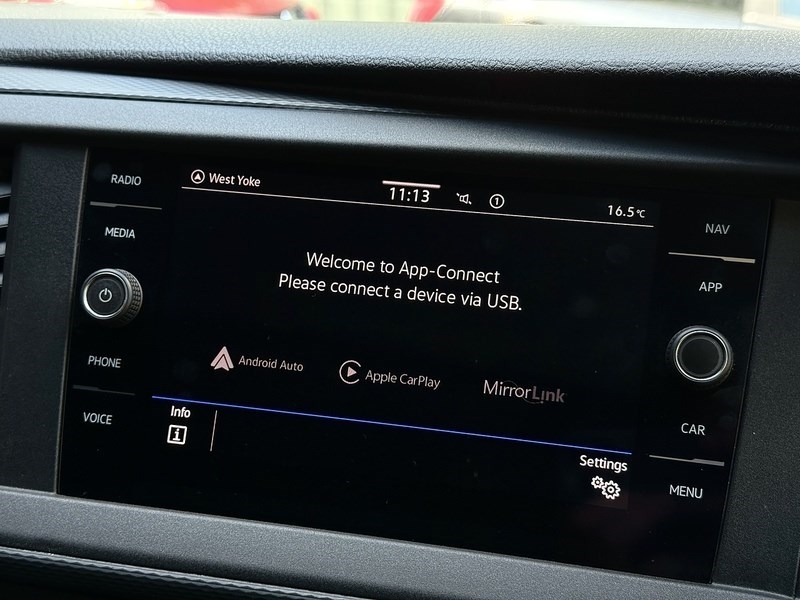 RADIO
MEDIA
PHONE
VOICE
West Yoke
11:13
1
16.5°C
Welcome to App-Connect
Please connect a device via USB.
Android Auto
Apple CarPlay
MirrorLink
Info
i
Settings
NAV
APP
CAR
MENU